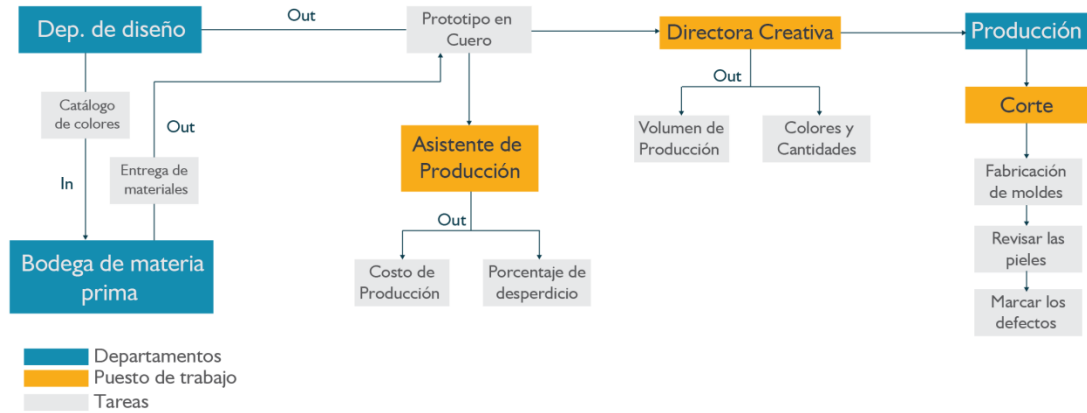 Dep. de diseño
Out
Prototipo en
Cuero
Directora Creativa
Producción
Catálogo
de colores
Out
Entrega de
materiales
In
Bodega de materia
prima
Asistente de
Producción
Out
Costo de
Producción
Porcentaje de
desperdicio
Out
Volumen de
Producción
Colores y
Cantidades
Corte
Fabricación
de moldes
Revisar las
pieles
Marcar los
defectos
Departamentos
Puesto de trabajo
Tareas